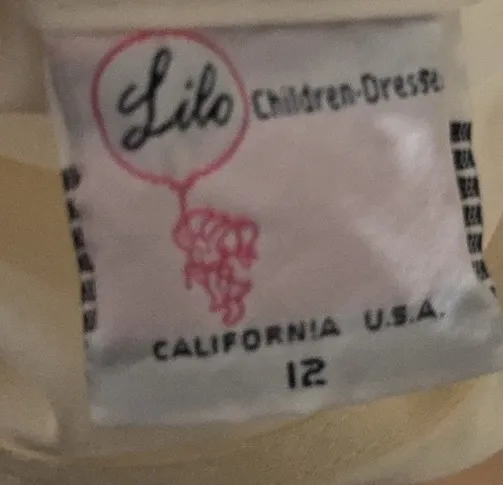 Lilo Children-Dresse
CALIFORNIA U.S.A.
12